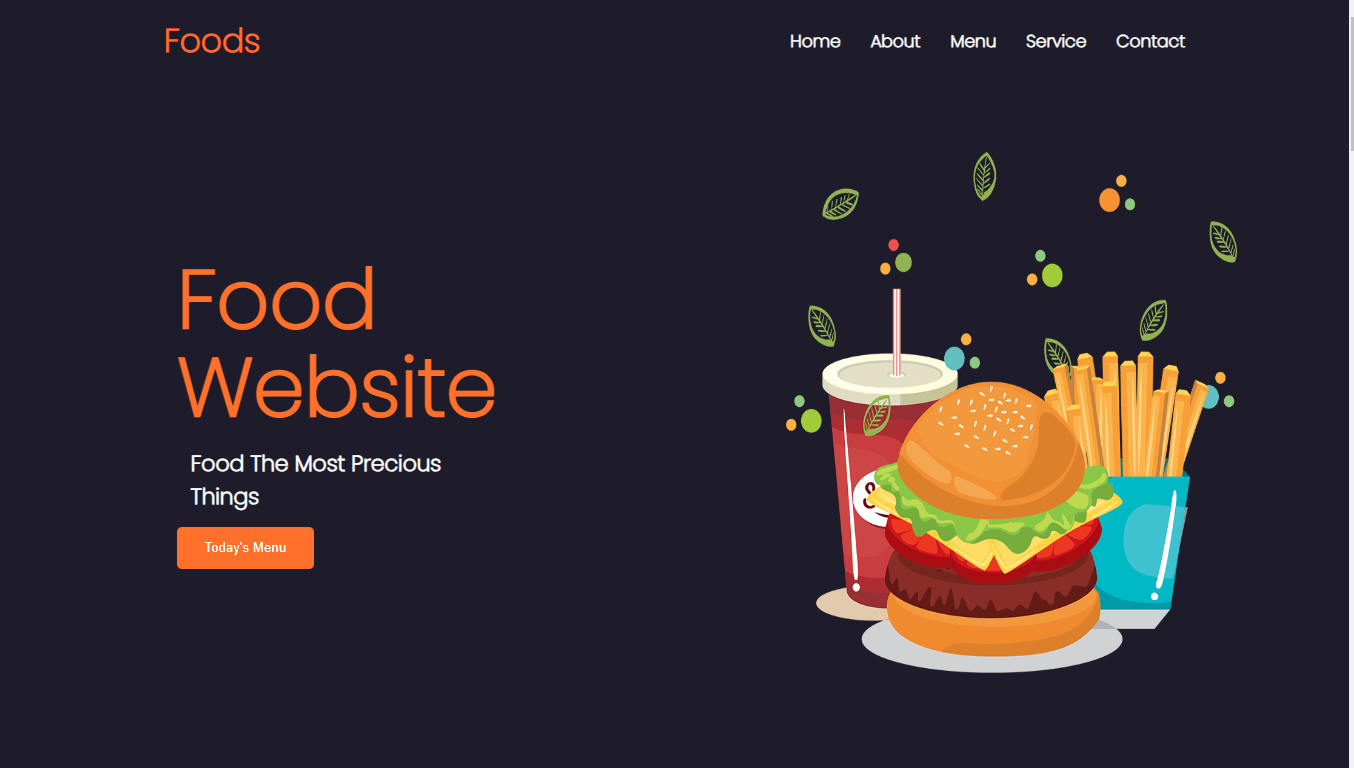 Foods
Home About Menu Service Contact
Food
Website
Food The Most Precious
Things
Today's Menu